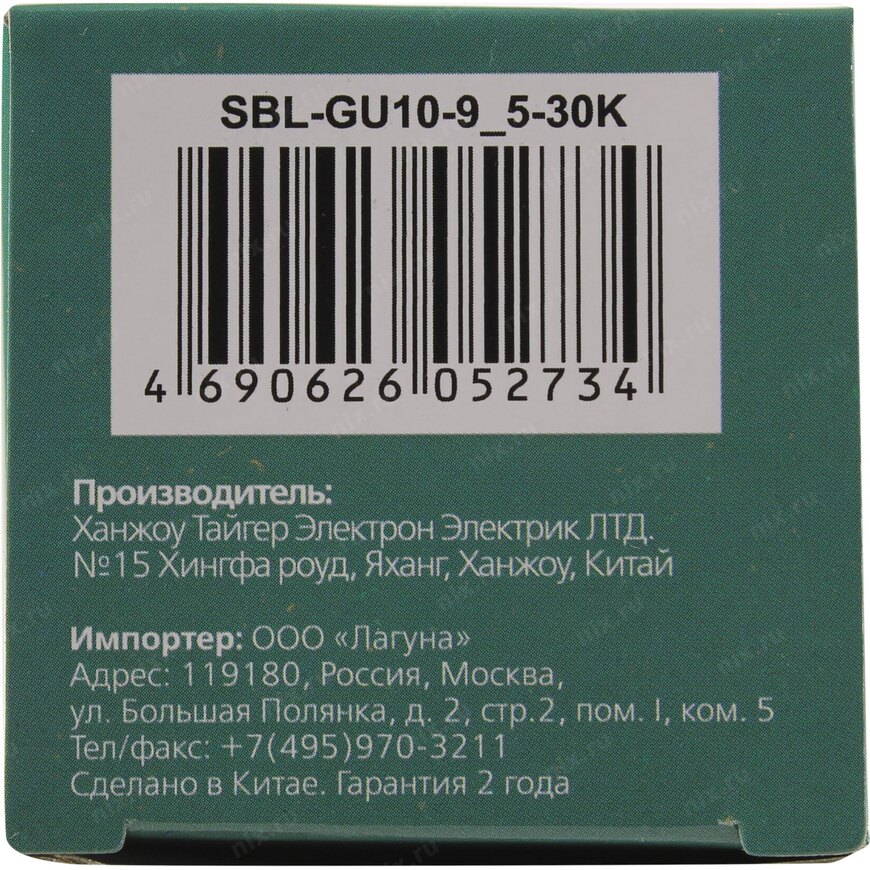 SBL-GU10-9_5-30K
4 690626 052734
Производитель:
Ханжоу Тайгер Электрон Электрик ЛТД.
№15 Хингфа роуд, Яханг, Ханжоу, Китай
Импортер: ООО «Лагуна»
Адрес: 119180, Россия, Москва,
ул. Большая Полянка, д. 2, стр.2, пом. I, ком. 5
Тел/факс: +7(495)970-3211
Сделано в Китае. Гарантия 2 года